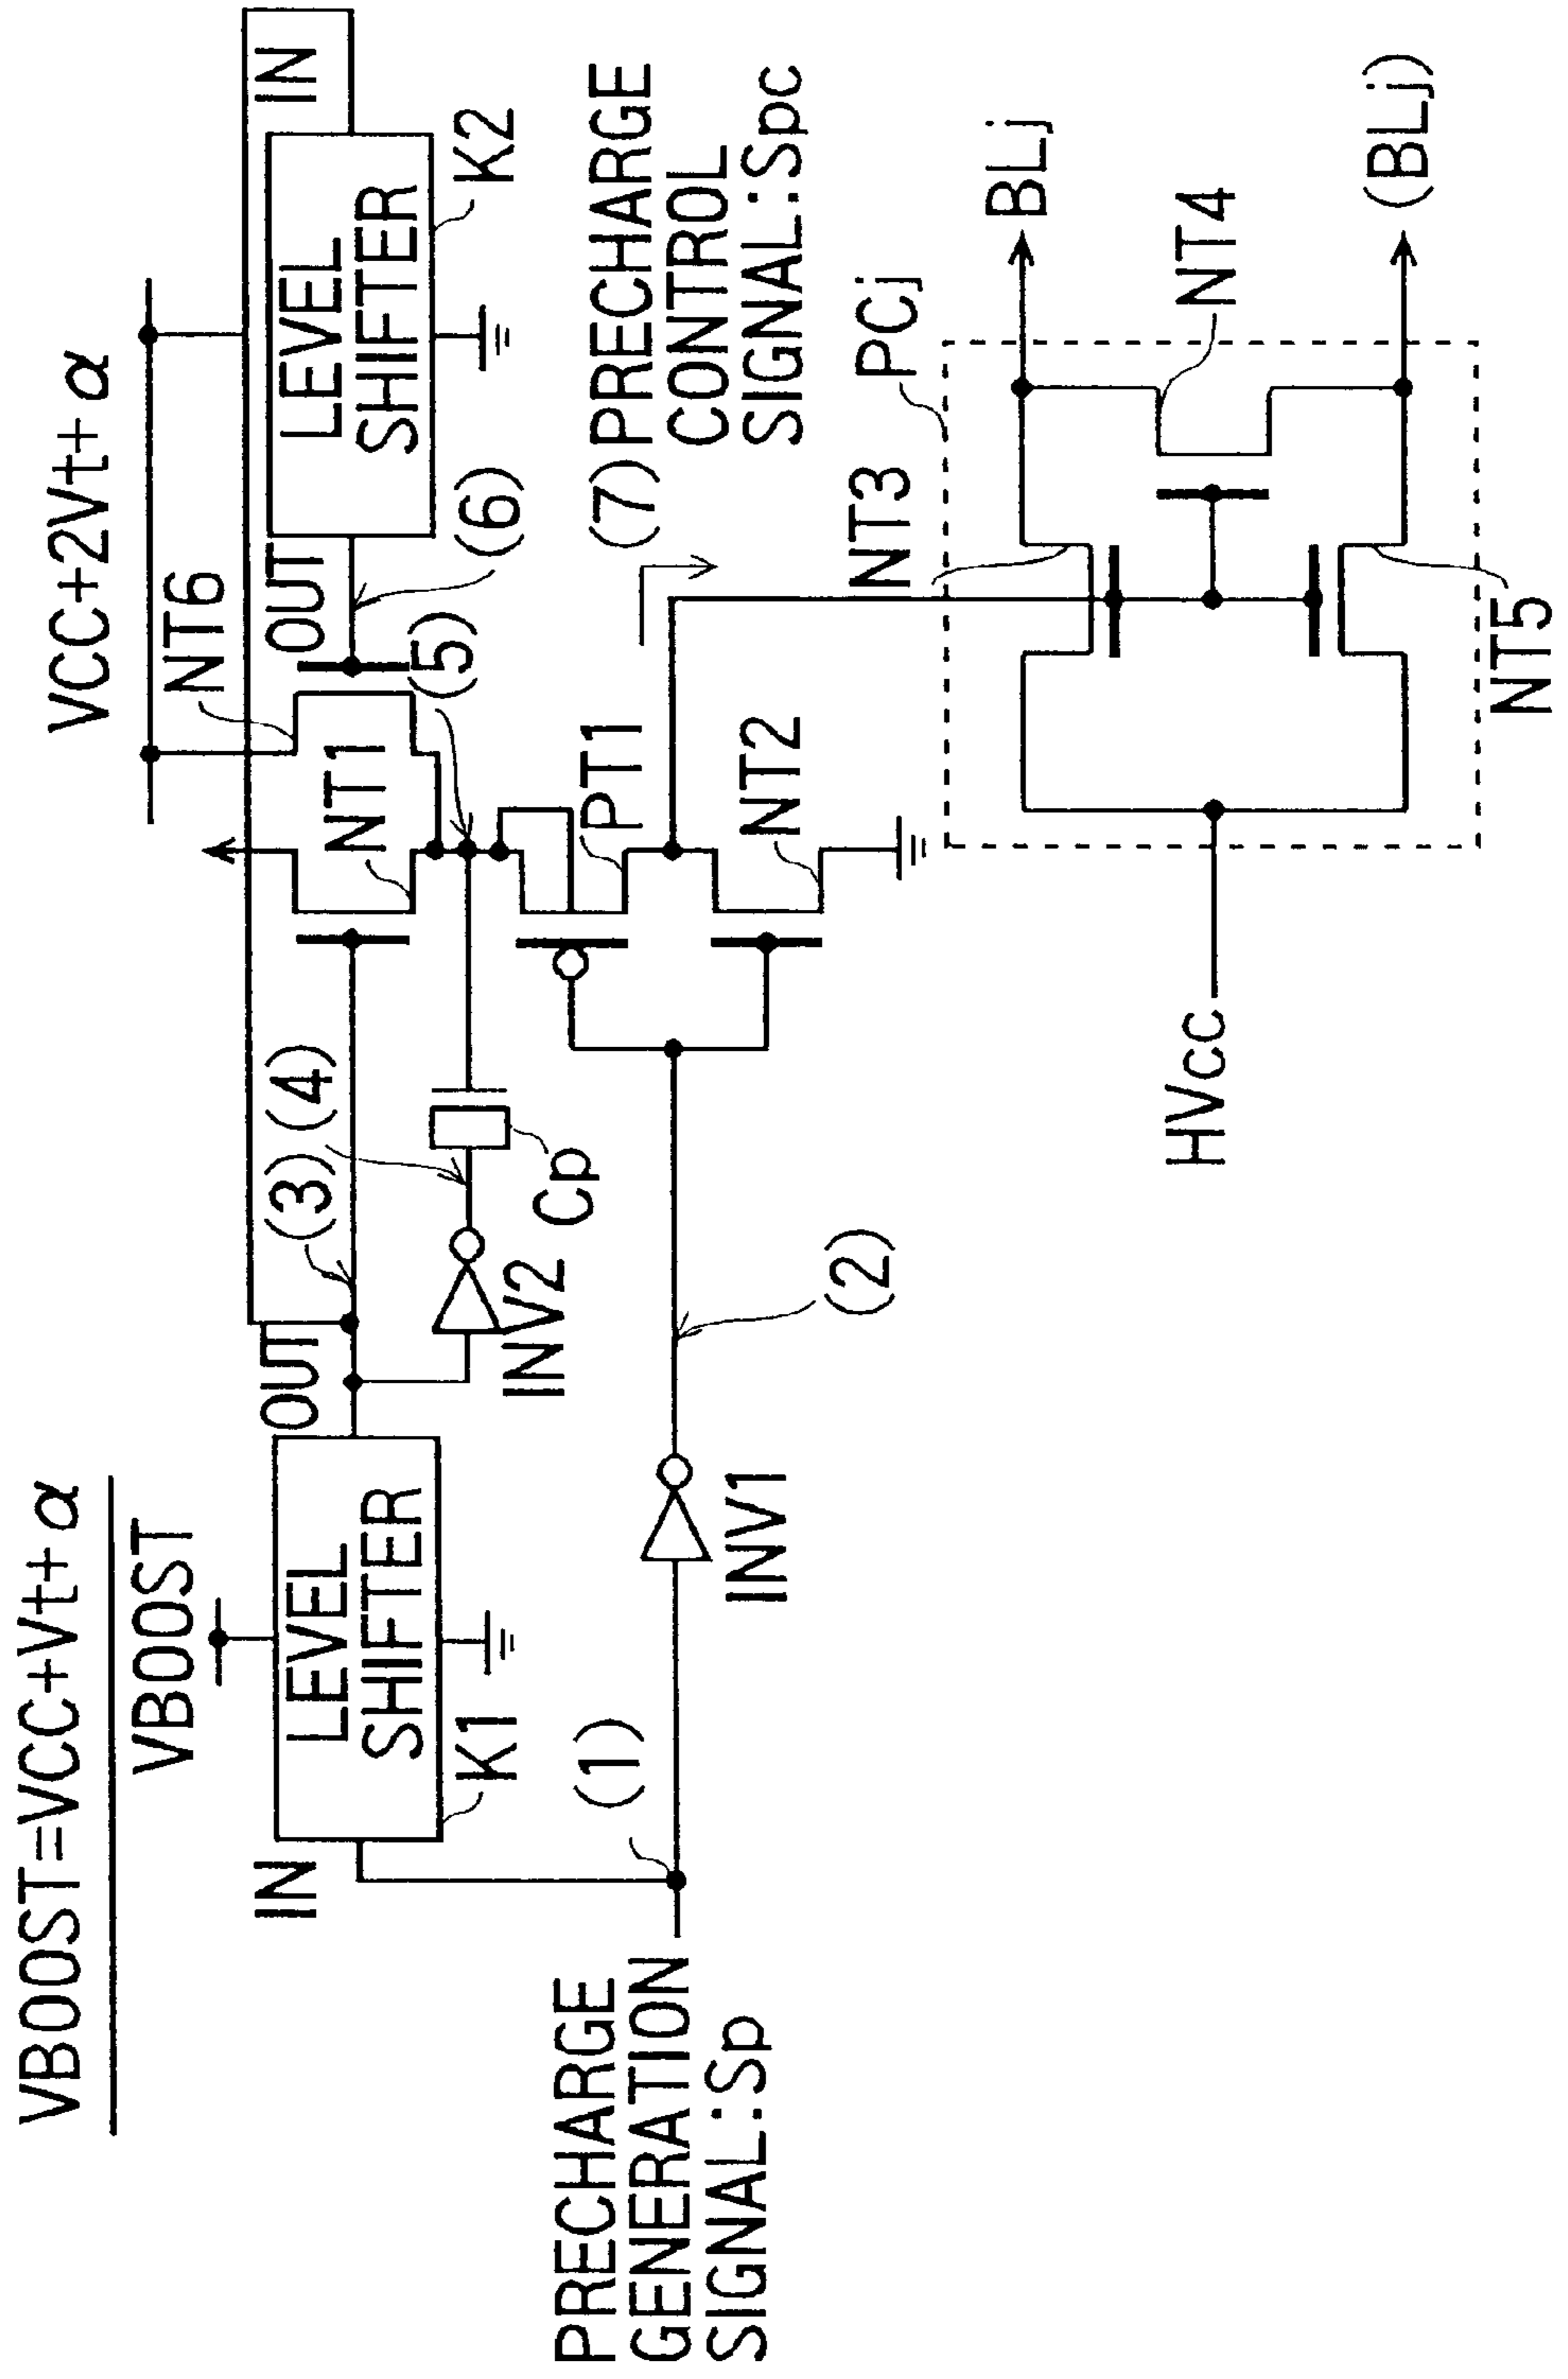 VBOOST=VCC+Vt+α
VBOOST
VCC+2Vt+α
NT6
IN
LEVEL
SHIFTER
K1
OUT
(3)
(4)
NT1
OUT
LEVEL
SHIFTER
K2
IN
(6)
(5)
INV2
Cp
PT1
NT2
(7)
PRECHARGE
CONTROL
SIGNAL:Spc
(1)
PRECHARGE
GENERATION
SIGNAL:Sp
INV1
(2)
NT3
PCj
BLj
NT4
HVcc
NT5
(BLj)